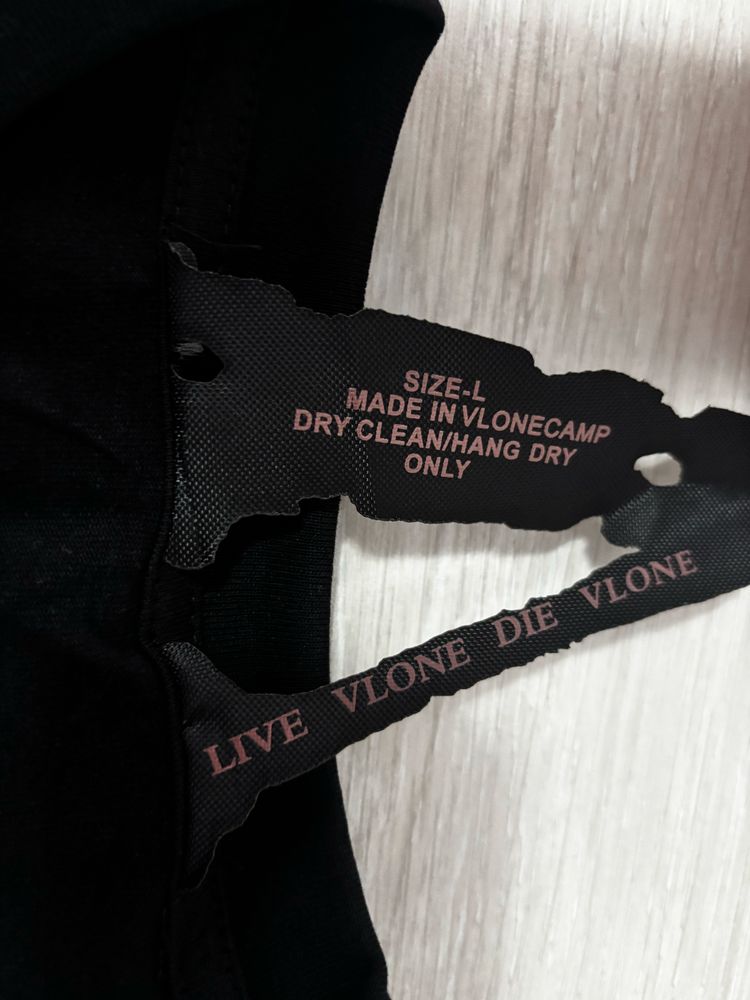 SIZE-L
MADE IN VLONECAMP
DRY CLEAN/HANG DRY
ONLY
LIVE VLONE DIE VLONE